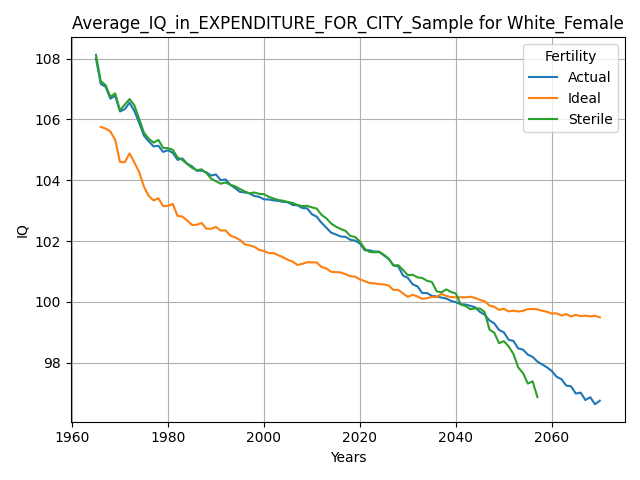 Average_IQ_in_EXPENDITURE_FOR_CITY_Sample for White_Female
Fertility
Actual
Ideal
Sterile
IQ
108
106
104
102
100
98
1960 1980 2000 2020 2040 2060
Years